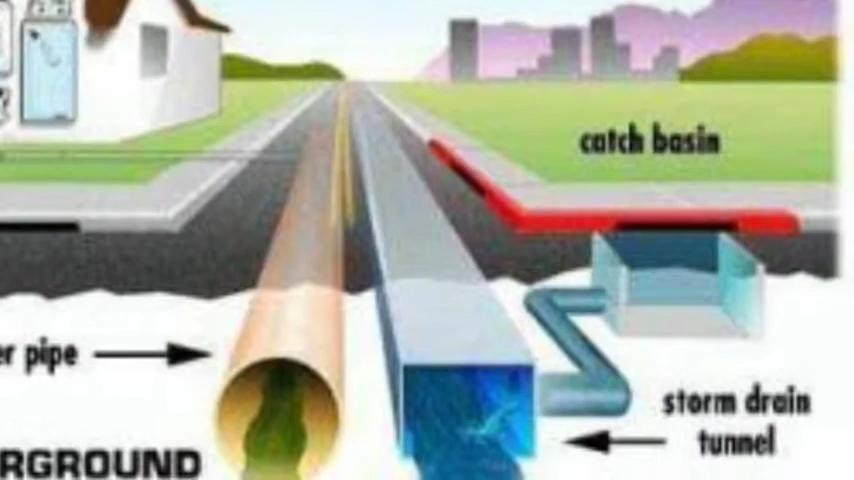 catch basin
er pipe
storm drain
tunnel
RGROUND